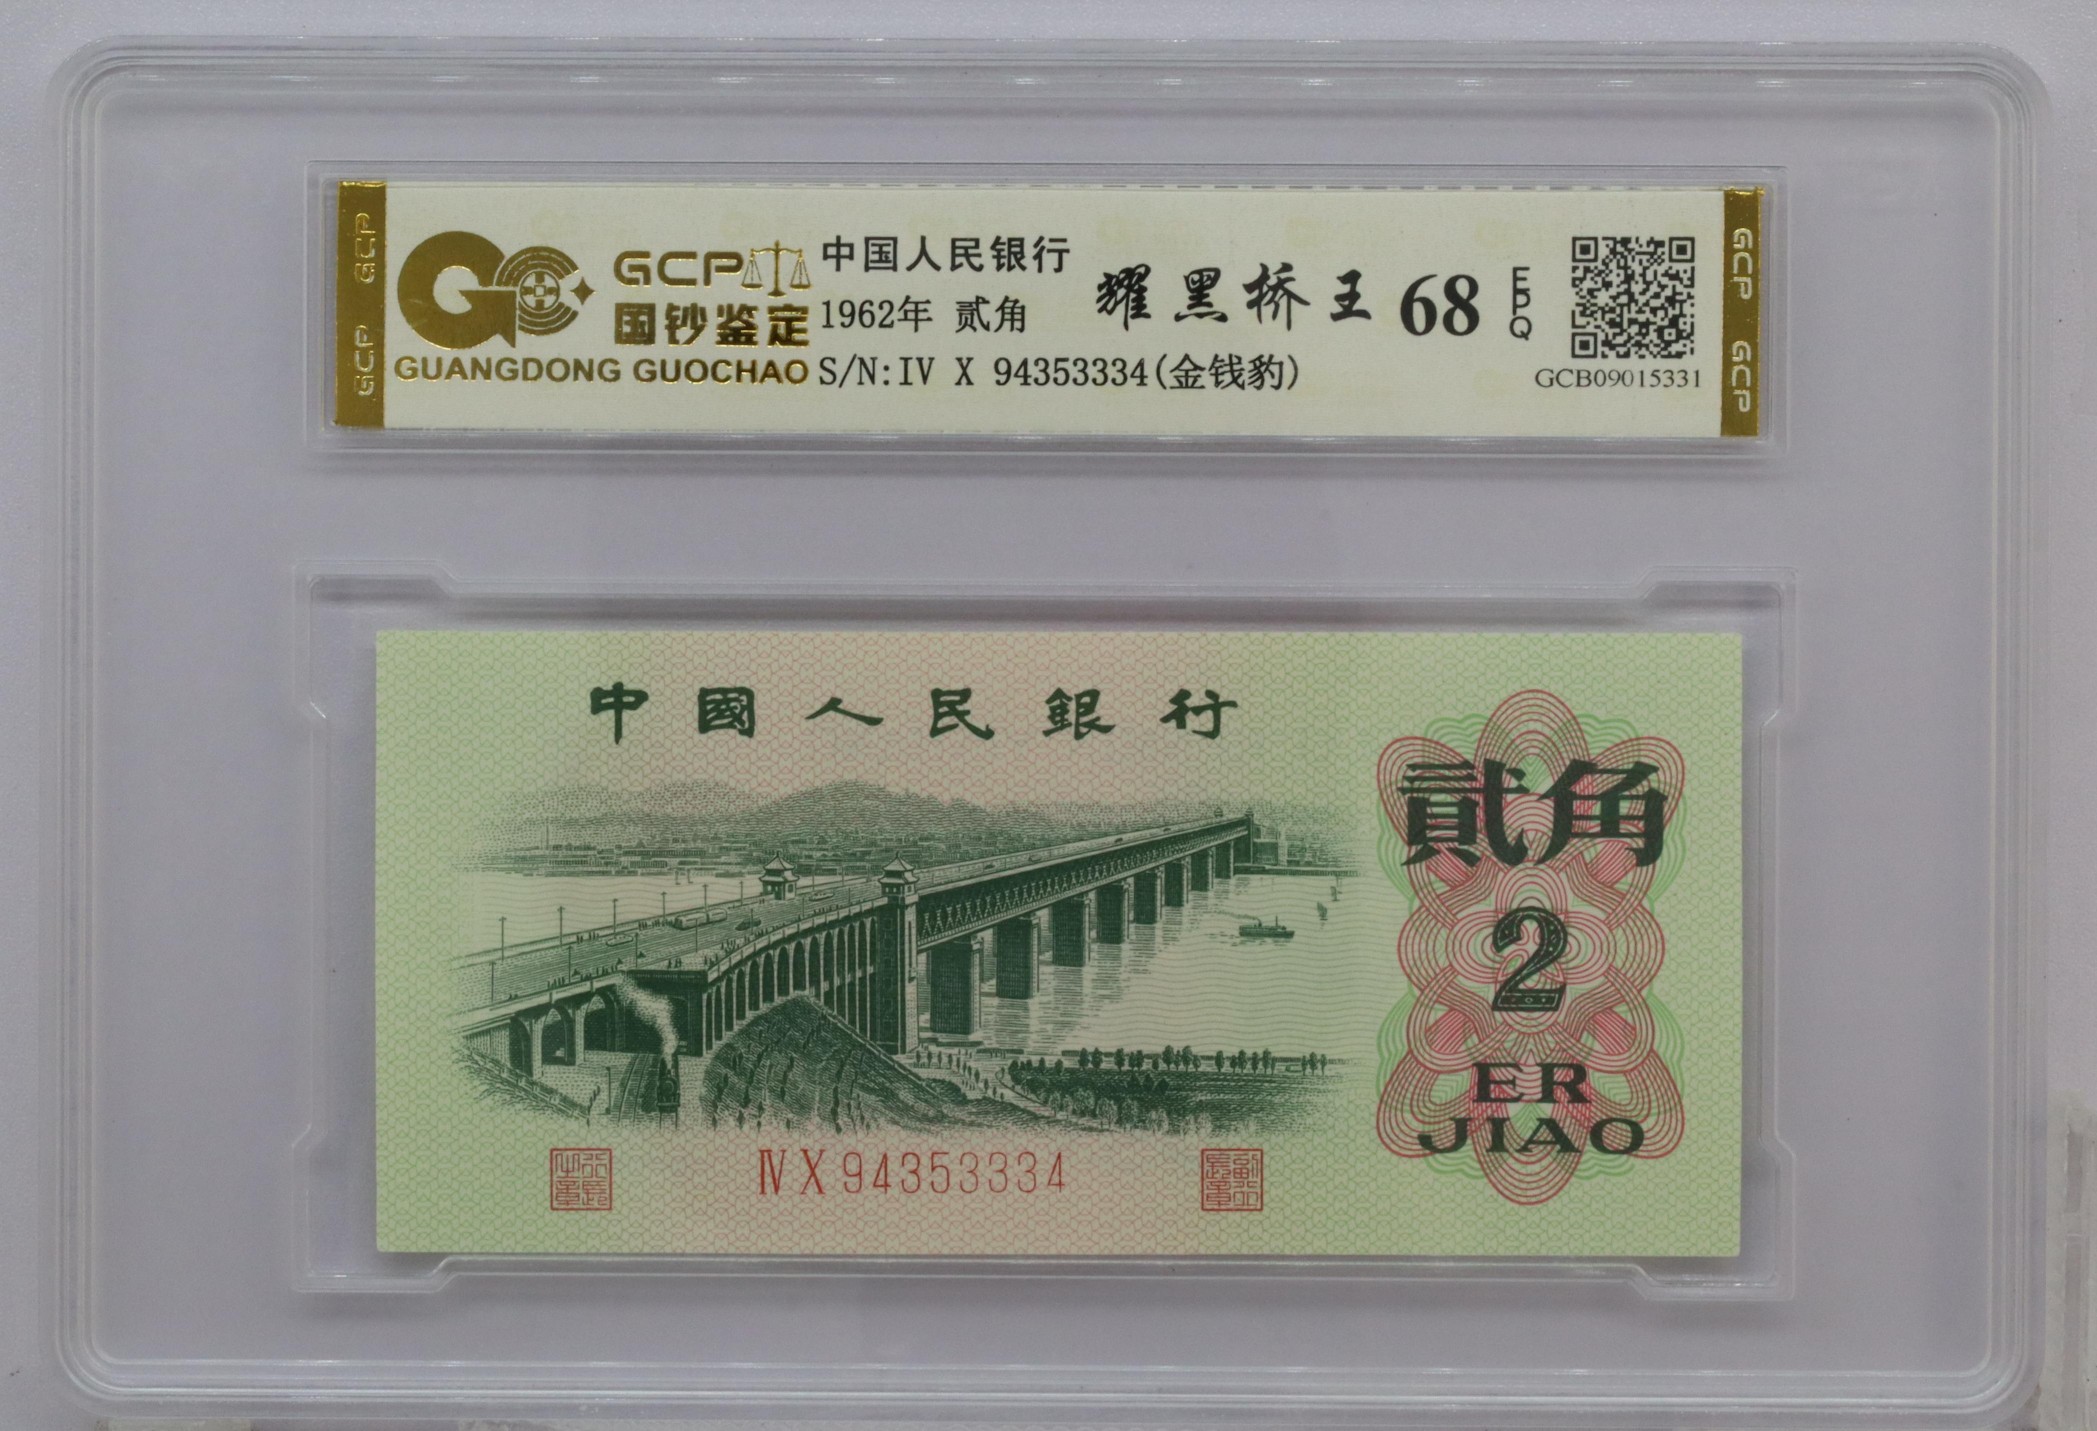 GCP GCP
GCP
国钞鉴定
GUANGDONG GUOCHAO
中国人民银行
1962年 贰角
S/N:IV X 94353334(金钱豹)
耀黑桥王 68 EPQ
GCB09015331
GCP GCP
中國人民銀行
貳角
2
ER
JIAO
ⅣX94353334